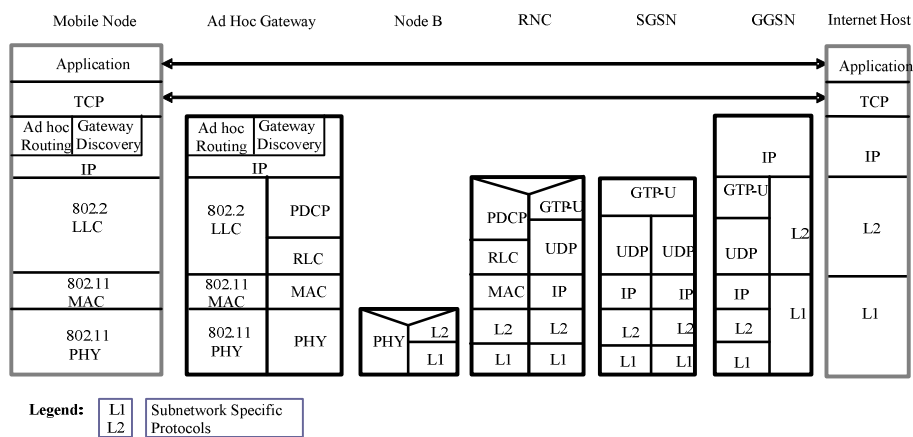 Mobile Node Ad Hoc Gateway Node B RNC SGSN GGSN Internet Host
Application
TCP
Ad hoc Routing
Gateway Discovery
IP
802.2 LLC
802.11 MAC
802.11 PHY
Ad hoc Routing
Gateway Discovery
IP
802.2 LLC
PDCP
RLC
802.11 MAC
MAC
802.11 PHY
PHY
PHY
L2
L1
PDCP
GTP-U
RLC
UDP
MAC
IP
L2
L2
L1
L1
GTP-U
UDP
UDP
IP
IP
L2
L2
L1
L1
IP
GTP-U
L2
UDP
IP
L1
L2
L1
Application
TCP
IP
L2
L1
Legend:
L1
L2
Subnetwork Specific
Protocols